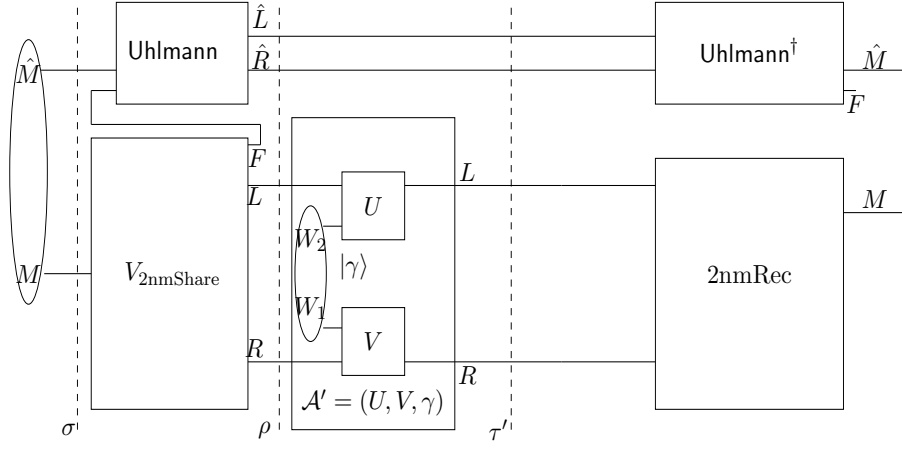 L̂
Uhlmann
Uhlmann†
M̂
R̂
M̂
F
F
L
L
U
M
W₂
|γ⟩
M
V₂nmShare
2nmRec
W₁
V
R
R
𝒜′ = (U, V, γ)
σ
ρ
τ′